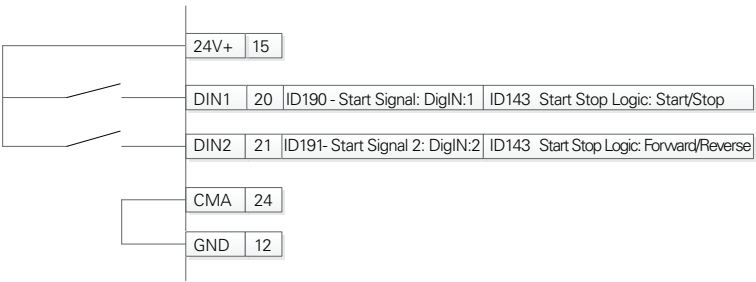 24V+ 15
DIN1 20 ID190 - Start Signal: DigIN:1 ID143 Start Stop Logic: Start/Stop
DIN2 21 ID191- Start Signal 2: DigIN:2 ID143 Start Stop Logic: Forward/Reverse
CMA 24
GND 12